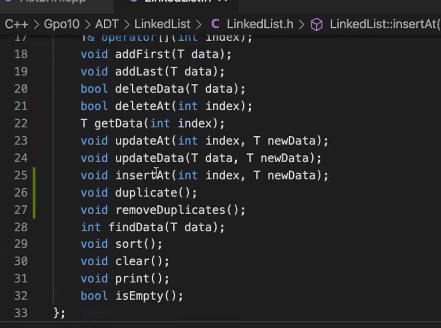 C++ > Gpo10 > ADT > LinkedList > C LinkedList.h > LinkedList::insertAt(
17 T& operator[](int index);
18 void addFirst(T data);
19 void addLast(T data);
20 bool deleteData(T data);
21 bool deleteAt(int index);
22 T getData(int index);
23 void updateAt(int index, T newData);
24 void updateData(T data, T newData);
25 void insertAt(int index, T newData);
26 void duplicate();
27 void removeDuplicates();
28 int findData(T data);
29 void sort();
30 void clear();
31 void print();
32 bool isEmpty();
33 };